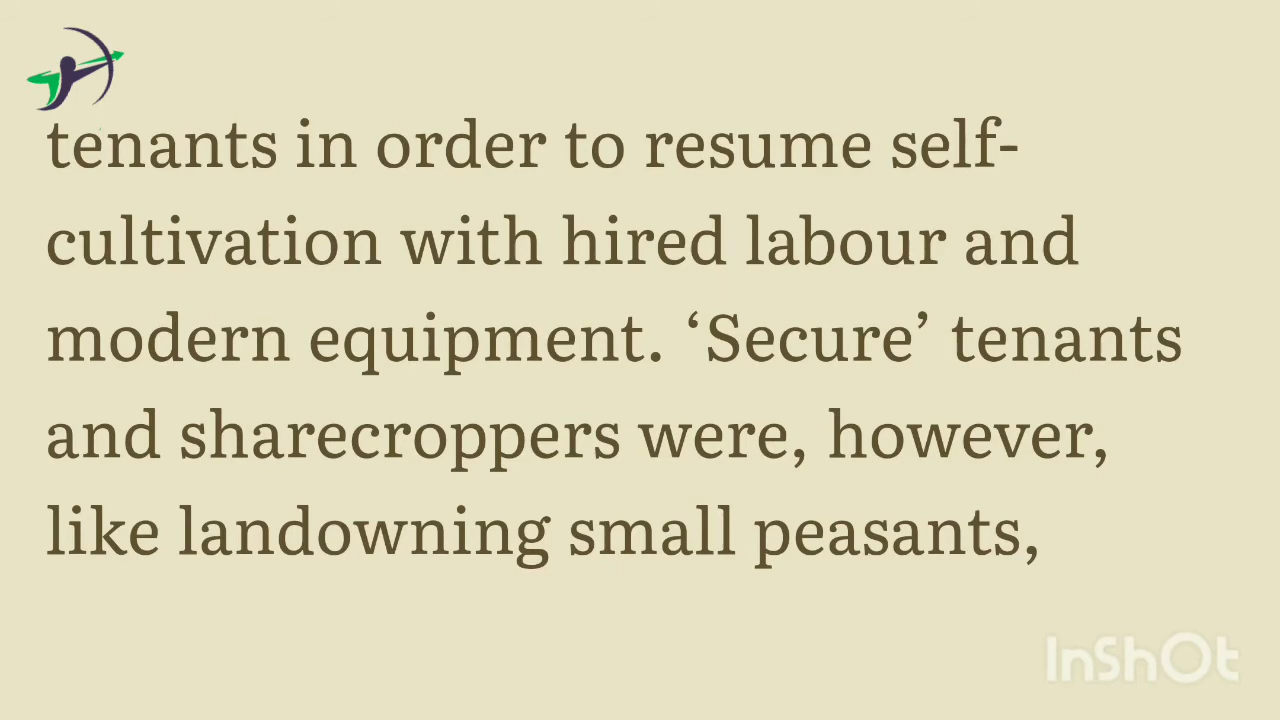 tenants in order to resume self-
cultivation with hired labour and
modern equipment. ‘Secure’ tenants
and sharecroppers were, however,
like landowning small peasants,
InShOt